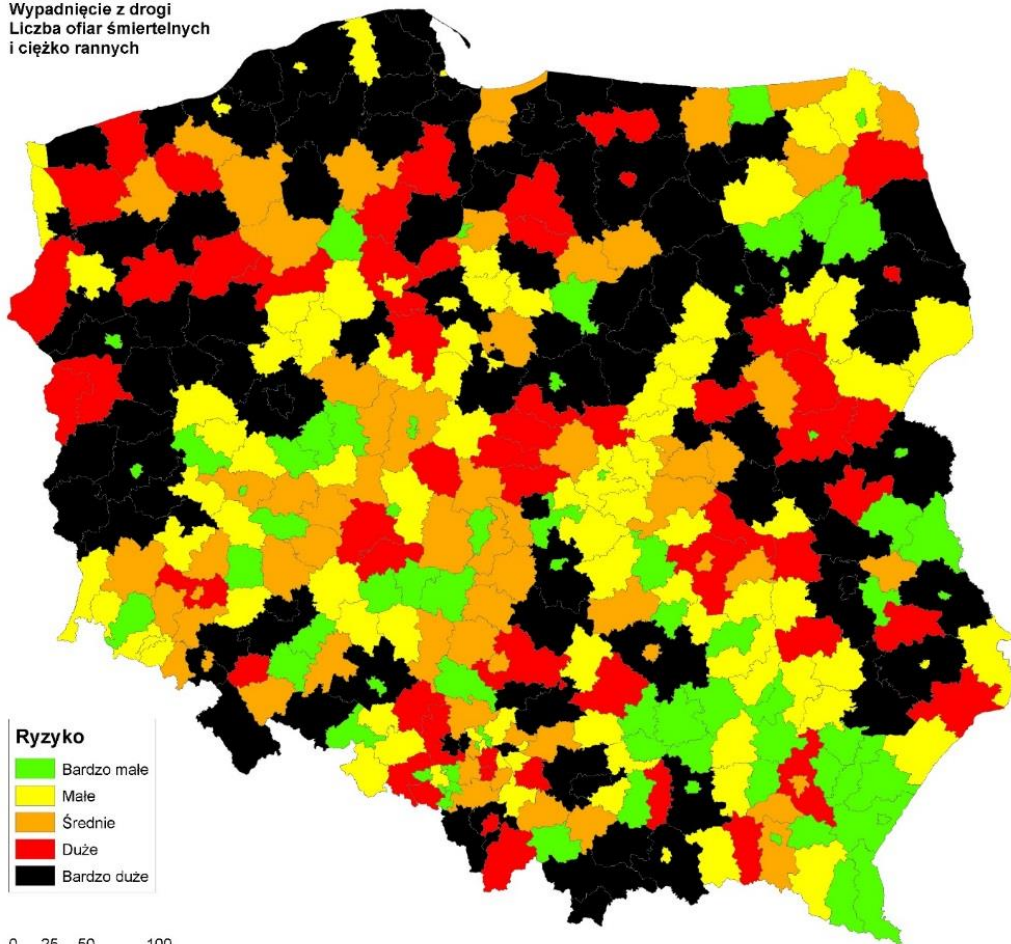 Wypadnięcie z drogi
Liczba ofiar śmiertelnych
i ciężko rannych
Ryzyko
Bardzo małe
Małe
Średnie
Duże
Bardzo duże
0 25 50 100